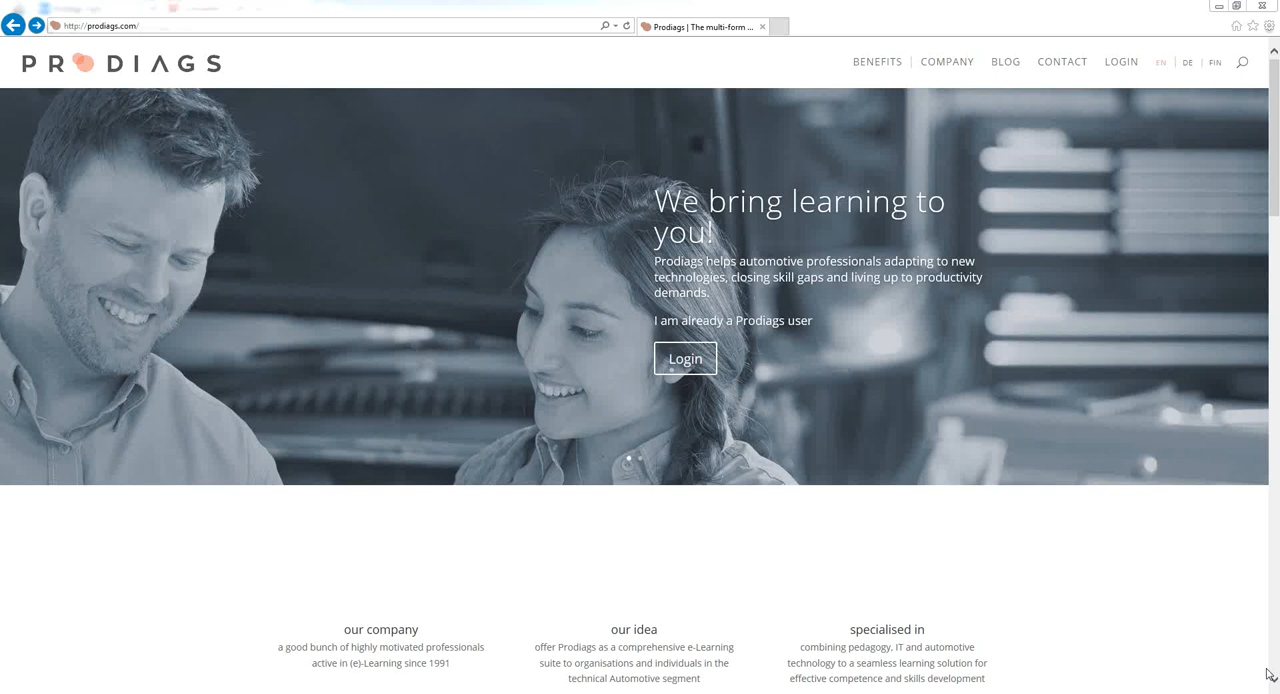 http://prodiags.com/
Prodiags | The multi-form ...
PRODIAGS
BENEFITS | COMPANY BLOG CONTACT LOGIN EN | DE | FIN
We bring learning to
you!
Prodiags helps automotive professionals adapting to new
technologies, closing skill gaps and living up to productivity
demands.
I am already a Prodiags user
Login
our company
a good bunch of highly motivated professionals
active in (e)-Learning since 1991
our idea
offer Prodiags as a comprehensive e-Learning
suite to organisations and individuals in the
technical Automotive segment
specialised in
combining pedagogy, IT and automotive
technology to a seamless learning solution for
effective competence and skills development